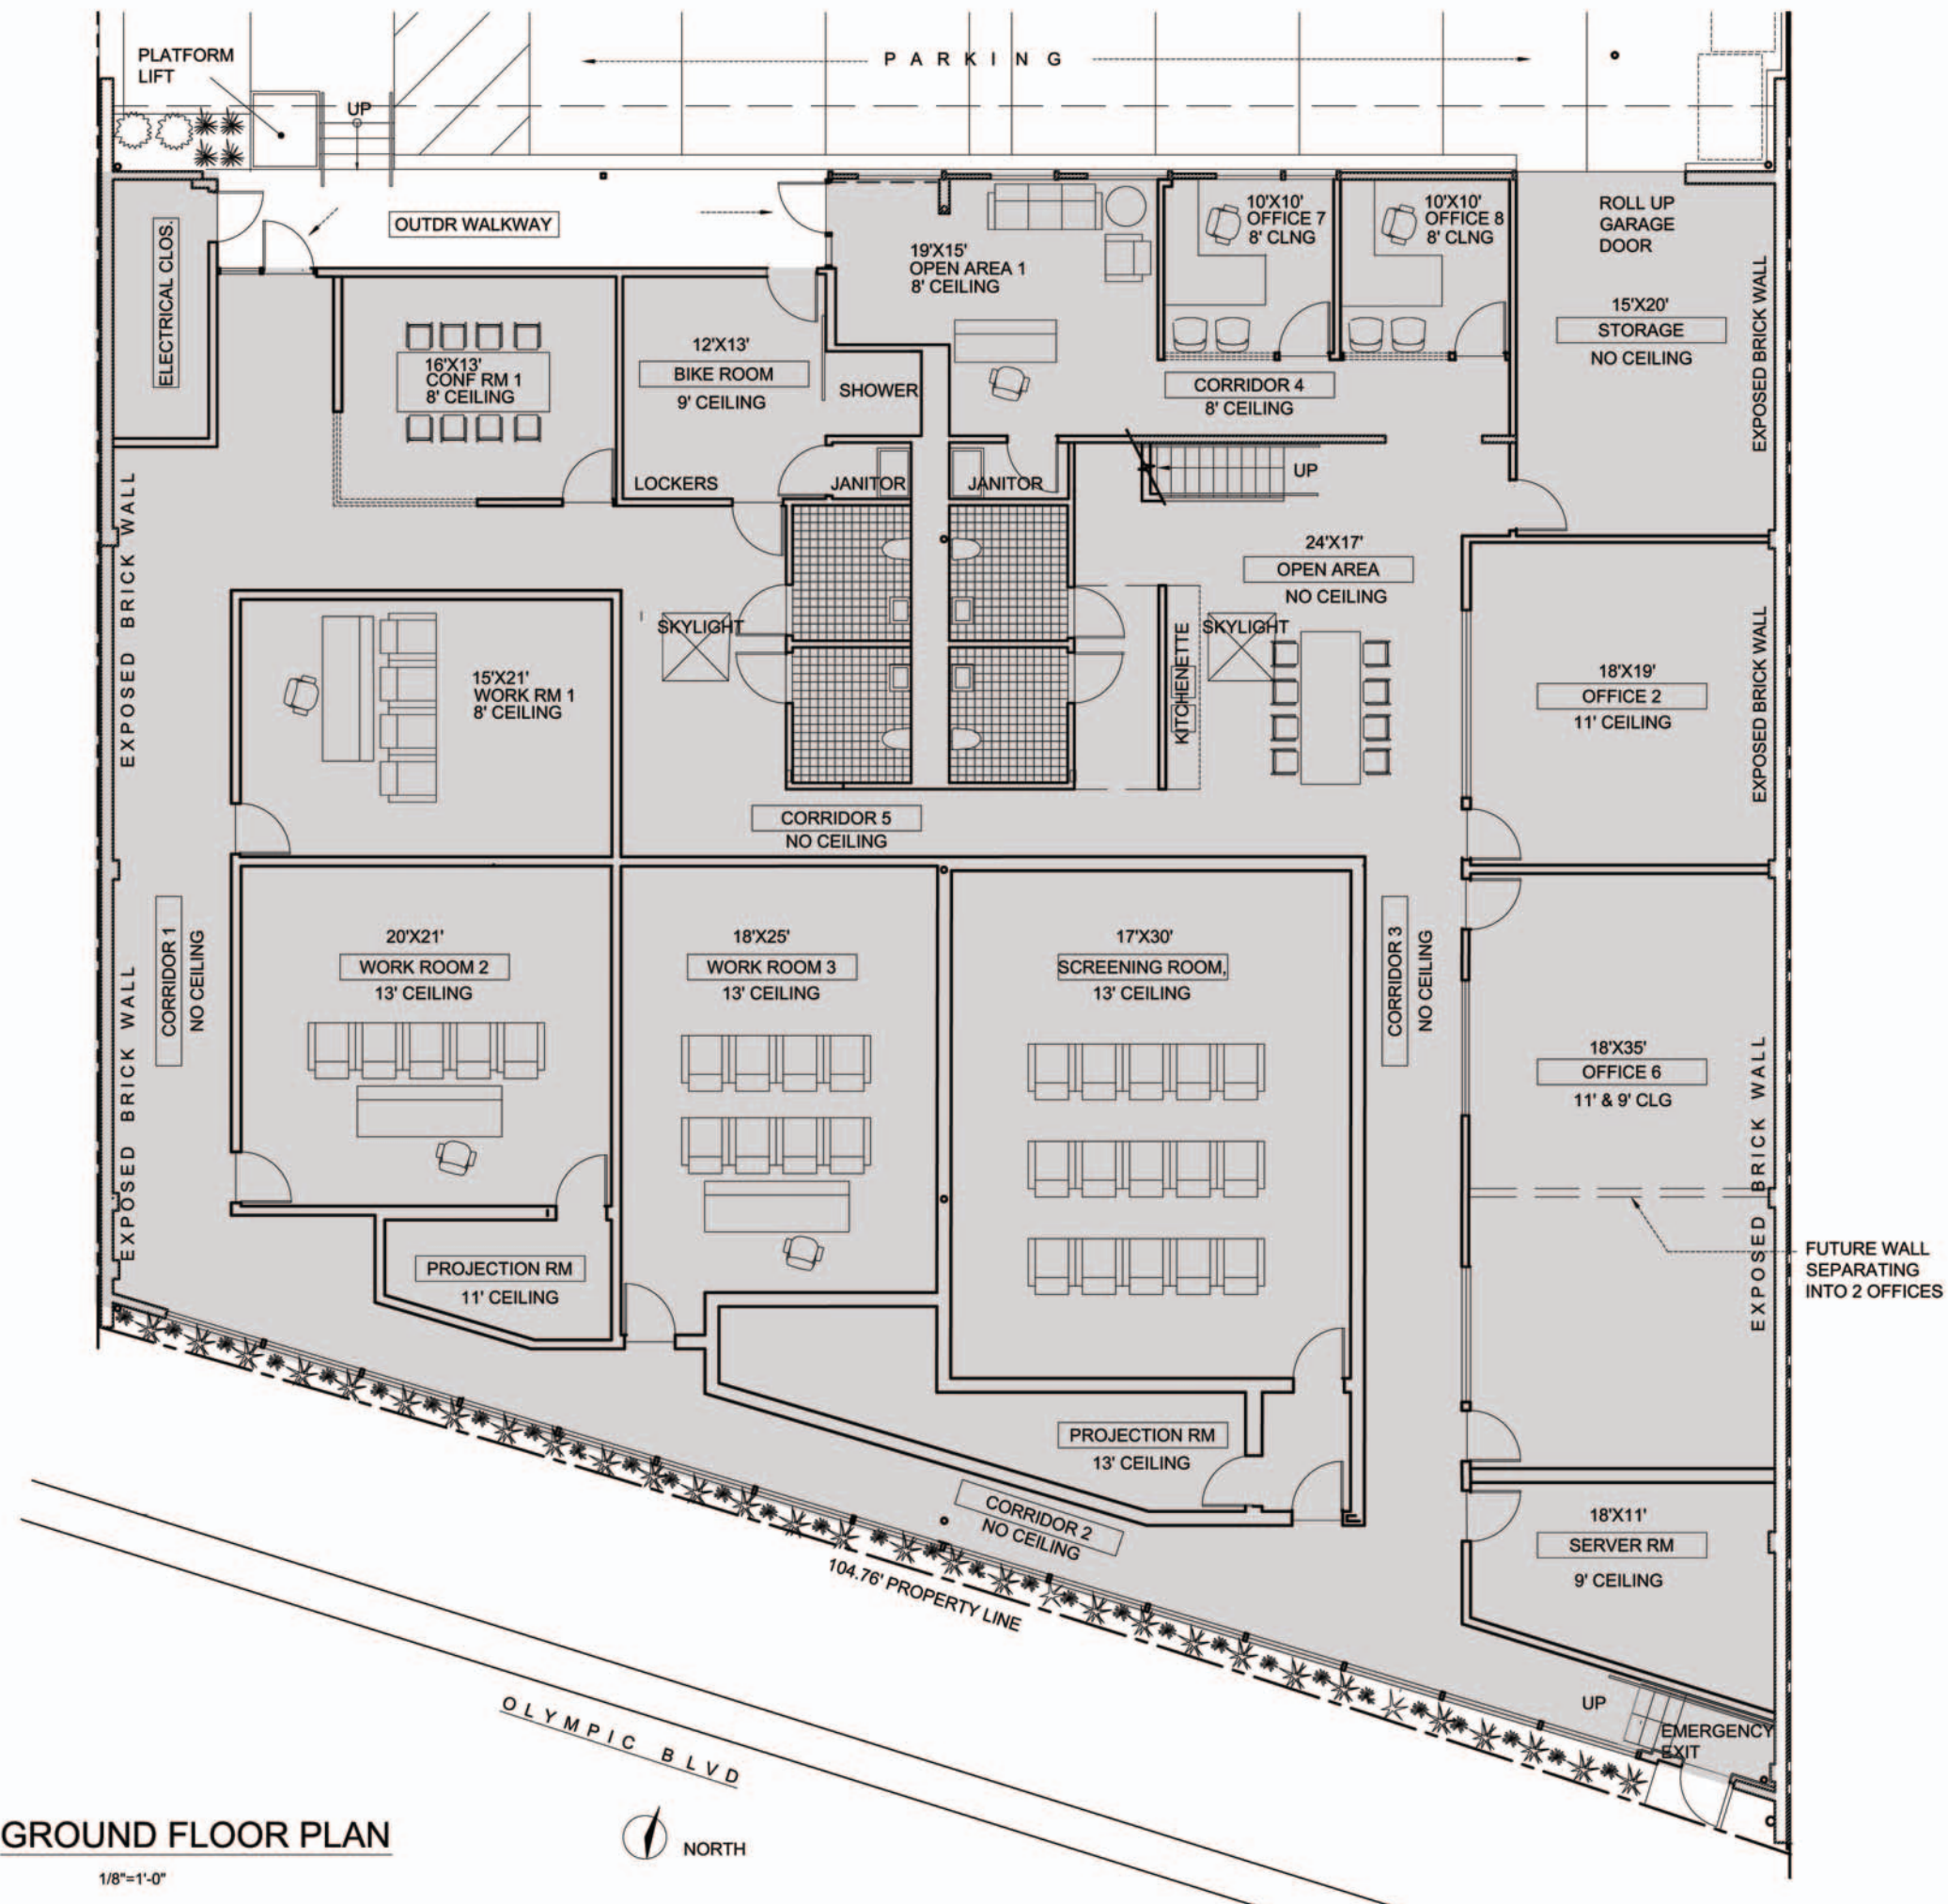 PLATFORM
LIFT
UP
PARKING
ELECTRICAL CLOS.
OUTDR WALKWAY
19'X15'
OPEN AREA 1
8' CEILING
10'X10'
OFFICE 7
8' CLNG
10'X10'
OFFICE 8
8' CLNG
ROLL UP
GARAGE
DOOR
15'X20'
STORAGE
NO CEILING
EXPOSED BRICK WALL
16'X13'
CONF RM 1
8' CEILING
12'X13'
BIKE ROOM
9' CEILING
SHOWER
CORRIDOR 4
8' CEILING
LOCKERS
JANITOR
JANITOR
UP
EXPOSED BRICK WALL
24'X17'
OPEN AREA
NO CEILING
SKYLIGHT
KITCHENETTE
SKYLIGHT
15'X21'
WORK RM 1
8' CEILING
18'X19'
OFFICE 2
11' CEILING
EXPOSED BRICK WALL
CORRIDOR 5
NO CEILING
EXPOSED BRICK WALL
CORRIDOR 1
NO CEILING
20'X21'
WORK ROOM 2
13' CEILING
18'X25'
WORK ROOM 3
13' CEILING
17'X30'
SCREENING ROOM,
13' CEILING
CORRIDOR 3
NO CEILING
18'X35'
OFFICE 6
11' & 9' CLG
EXPOSED BRICK WALL
FUTURE WALL
SEPARATING
INTO 2 OFFICES
PROJECTION RM
11' CEILING
PROJECTION RM
13' CEILING
CORRIDOR 2
NO CEILING
18'X11'
SERVER RM
9' CEILING
104.76' PROPERTY LINE
UP
EMERGENCY
EXIT
OLYMPIC BLVD
GROUND FLOOR PLAN
1/8"=1'-0"
NORTH